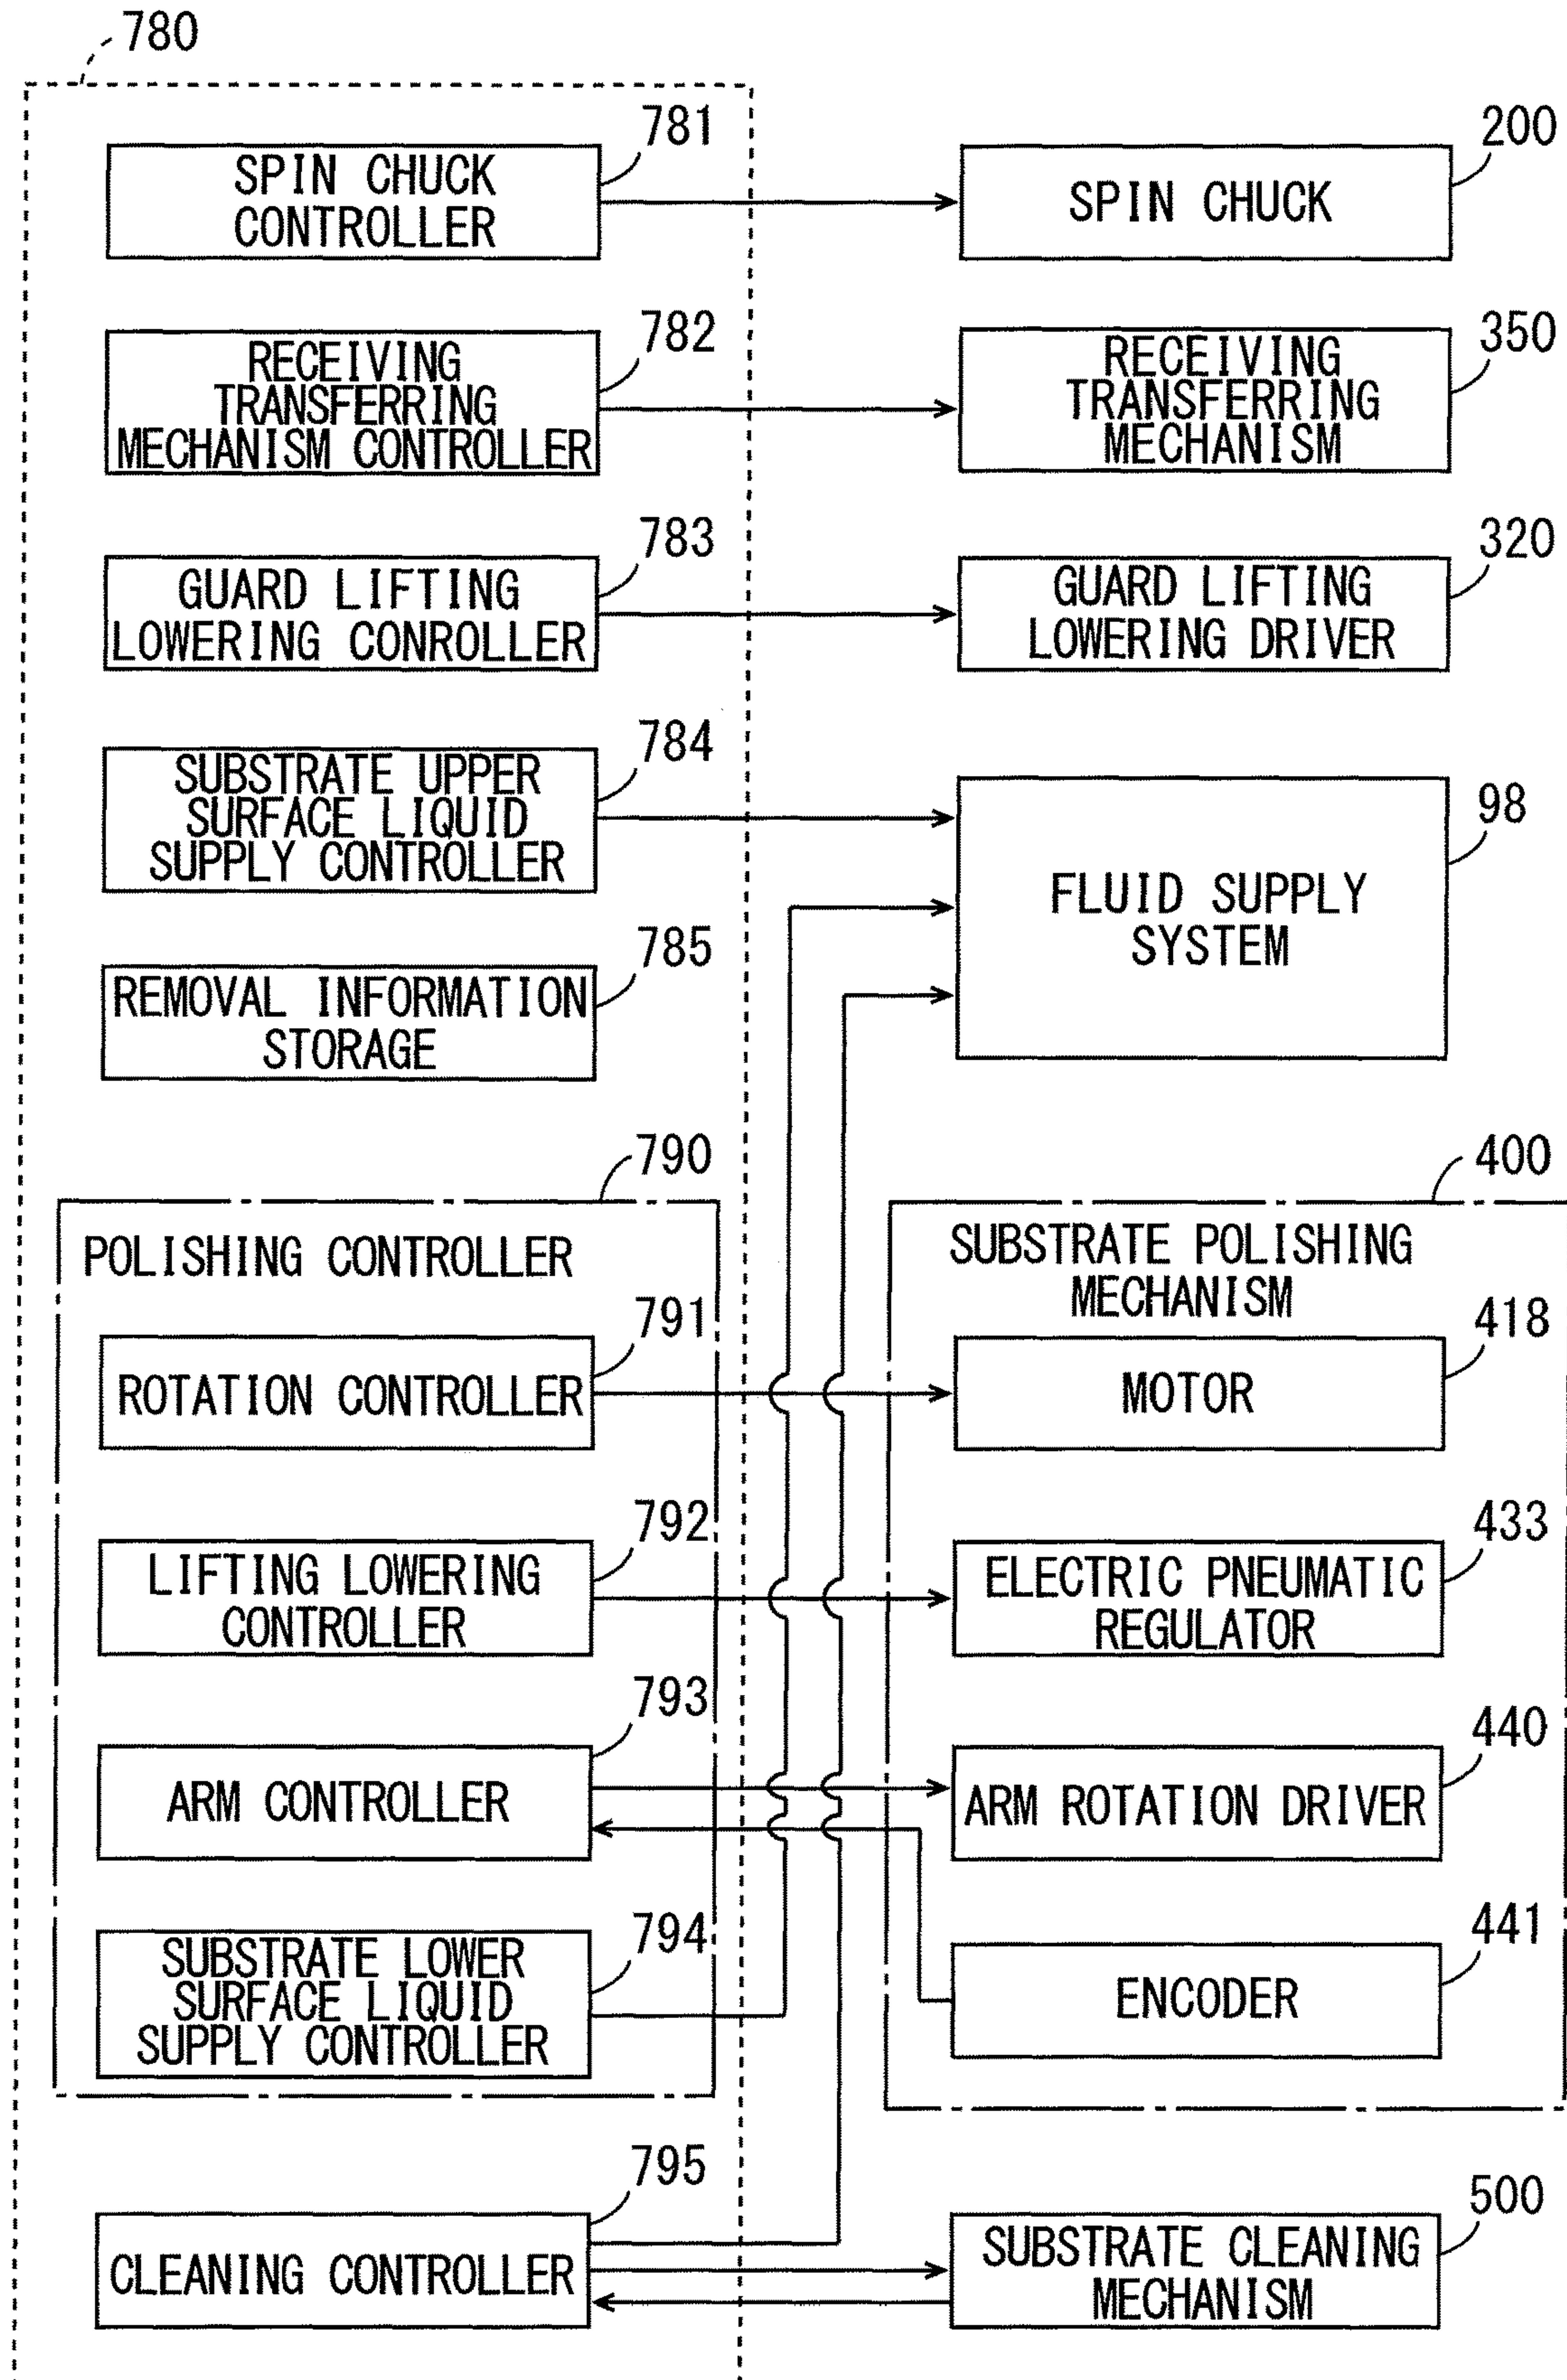 780
781
SPIN CHUCK
CONTROLLER
200
SPIN CHUCK
782
RECEIVING
TRANSFERRING
MECHANISM CONTROLLER
350
RECEIVING
TRANSFERRING
MECHANISM
783
GUARD LIFTING
LOWERING CONROLLER
320
GUARD LIFTING
LOWERING DRIVER
784
SUBSTRATE UPPER
SURFACE LIQUID
SUPPLY CONTROLLER
98
FLUID SUPPLY
SYSTEM
785
REMOVAL INFORMATION
STORAGE
790
POLISHING CONTROLLER
400
SUBSTRATE POLISHING
MECHANISM
791
ROTATION CONTROLLER
418
MOTOR
792
LIFTING LOWERING
CONTROLLER
433
ELECTRIC PNEUMATIC
REGULATOR
793
ARM CONTROLLER
440
ARM ROTATION DRIVER
794
SUBSTRATE LOWER
SURFACE LIQUID
SUPPLY CONTROLLER
441
ENCODER
795
CLEANING CONTROLLER
500
SUBSTRATE CLEANING
MECHANISM